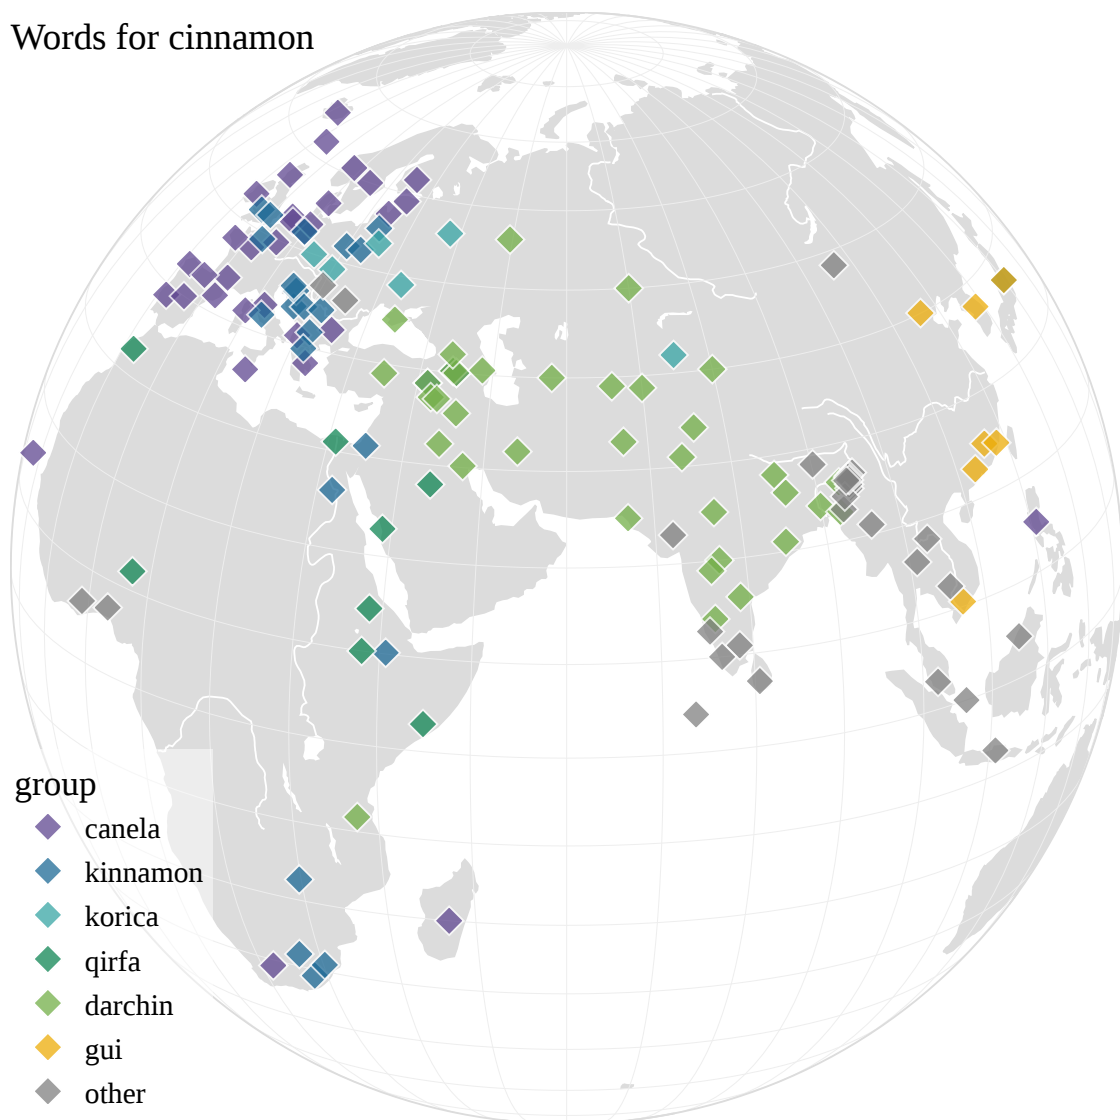 Words for cinnamon
group
canela
kinnamon
korica
qirfa
darchin
gui
other